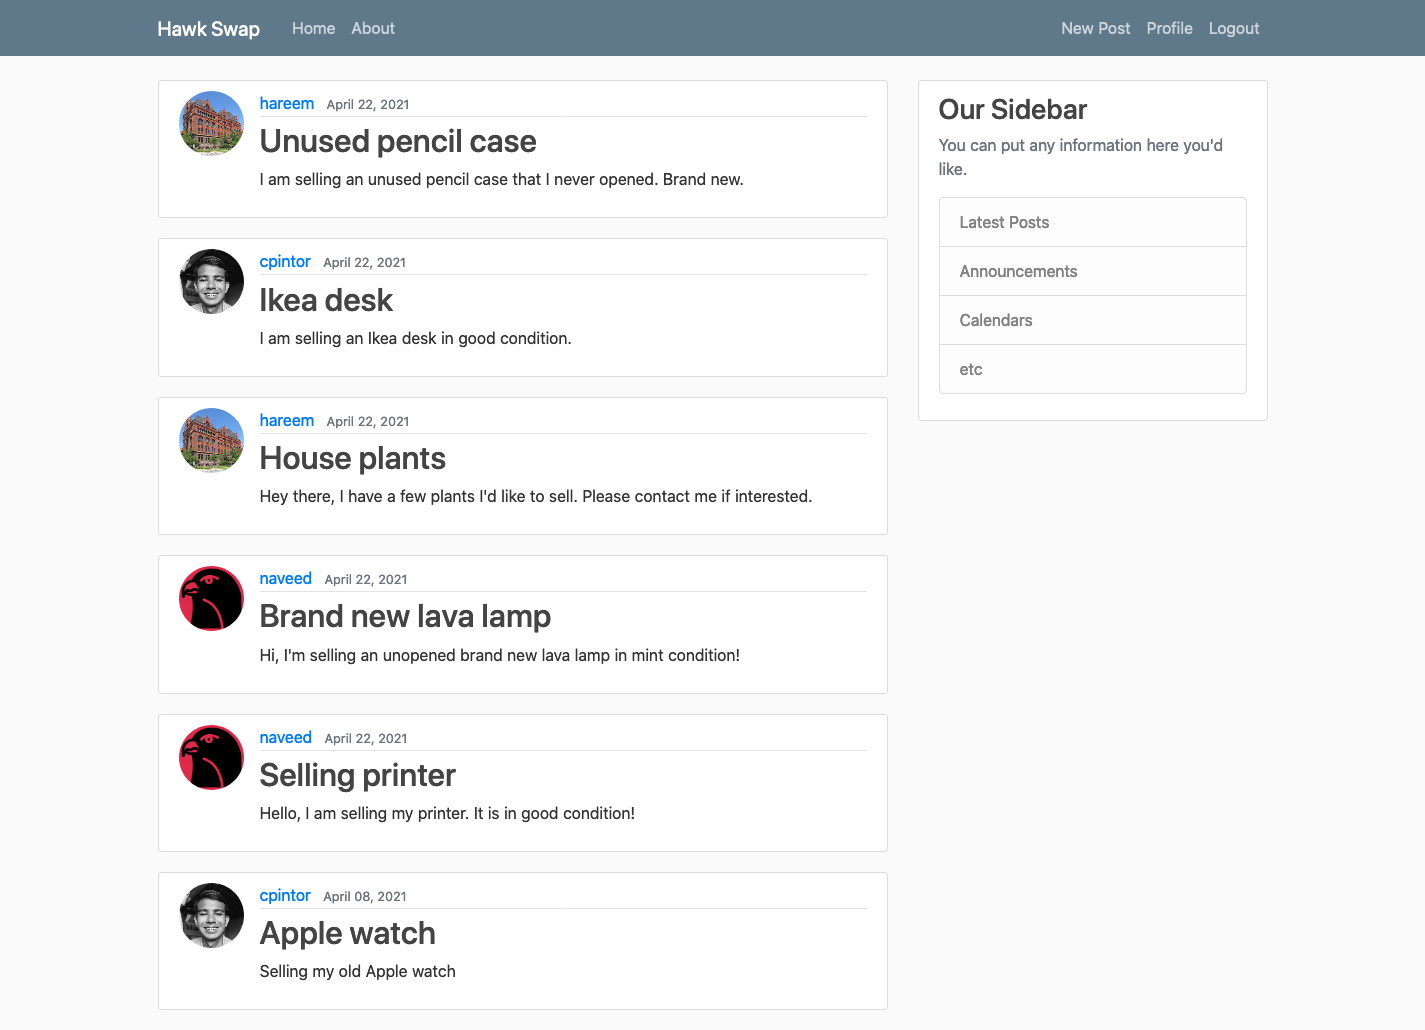 Hawk Swap
Home
About
New Post
Profile
Logout
hareem April 22, 2021
Unused pencil case
I am selling an unused pencil case that I never opened. Brand new.
cpintor April 22, 2021
Ikea desk
I am selling an Ikea desk in good condition.
hareem April 22, 2021
House plants
Hey there, I have a few plants I'd like to sell. Please contact me if interested.
naveed April 22, 2021
Brand new lava lamp
Hi, I'm selling an unopened brand new lava lamp in mint condition!
naveed April 22, 2021
Selling printer
Hello, I am selling my printer. It is in good condition!
cpintor April 08, 2021
Apple watch
Selling my old Apple watch
Our Sidebar
You can put any information here you'd
like.
Latest Posts
Announcements
Calendars
etc